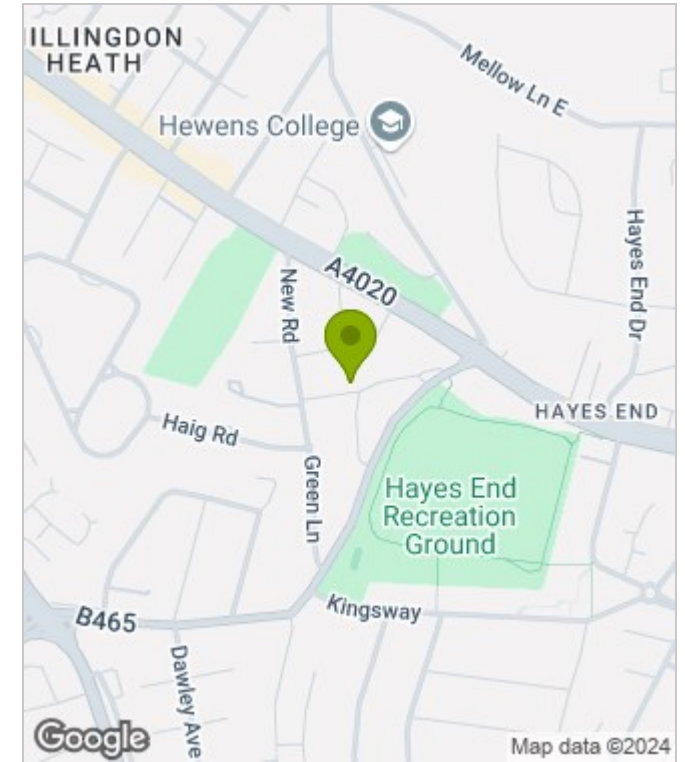 ILLINGDON
HEATH
Mellow Ln E
Hewens College
Hayes End Dr
A4020
New Rd
HAYES END
Haig Rd
Green Ln
Hayes End
Recreation
Ground
Kingsway
B465
Dawley Ave
Google
Map data ©2024